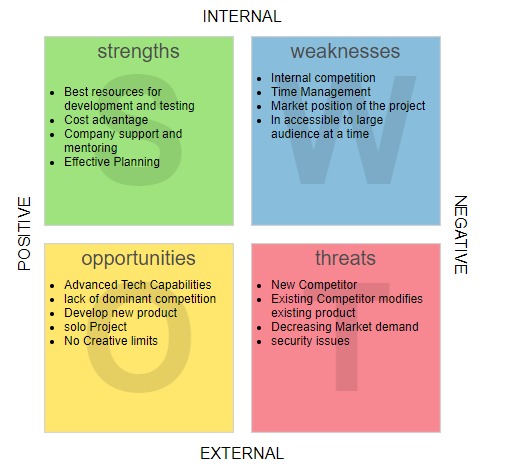 INTERNAL
strengths
Best resources for
development and testing
Cost advantage
Company support and
mentoring
Effective Planning
S
weaknesses
Internal competition
Time Management
Market position of the project
In accessible to large
audience at a time
W
POSITIVE
NEGATIVE
opportunities
Advanced Tech Capabilities
lack of dominant competition
Develop new product
solo Project
No Creative limits
O
threats
New Competitor
Existing Competitor modifies
existing product
Decreasing Market demand
security issues
T
EXTERNAL